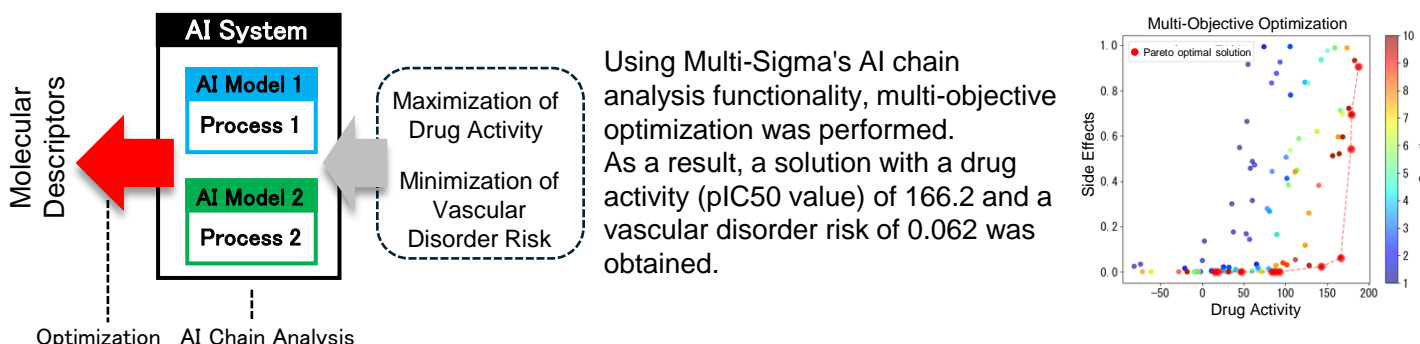 AI System
AI Model 1
Process 1
AI Model 2
Process 2
Molecular
Descriptors
Maximization of
Drug Activity
Minimization of
Vascular
Disorder Risk
Optimization
AI Chain Analysis
Using Multi-Sigma's AI chain
analysis functionality, multi-objective
optimization was performed.
As a result, a solution with a drug
activity (pIC50 value) of 166.2 and a
vascular disorder risk of 0.062 was
obtained.
Multi-Objective Optimization
Pareto optimal solution
Side Effects
1.0
0.8
0.6
0.4
0.2
0.0
-50
0
50
100
150
200
Drug Activity
10
9
8
7
6
5
4
3
2
1